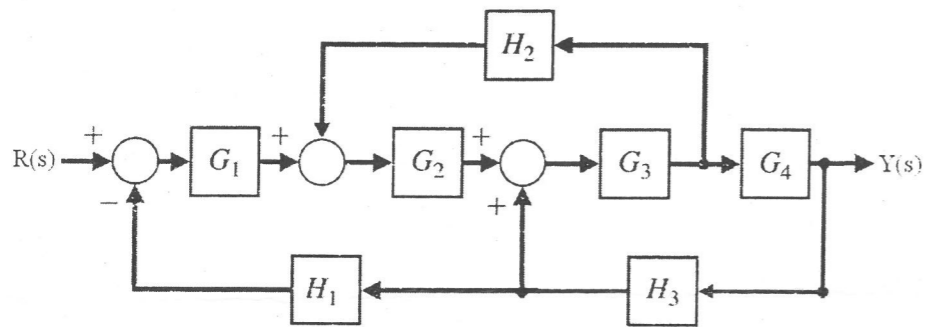 H₂
R(s) + − G₁ + G₂ + + G₃ G₄ Y(s)
H₁ H₃